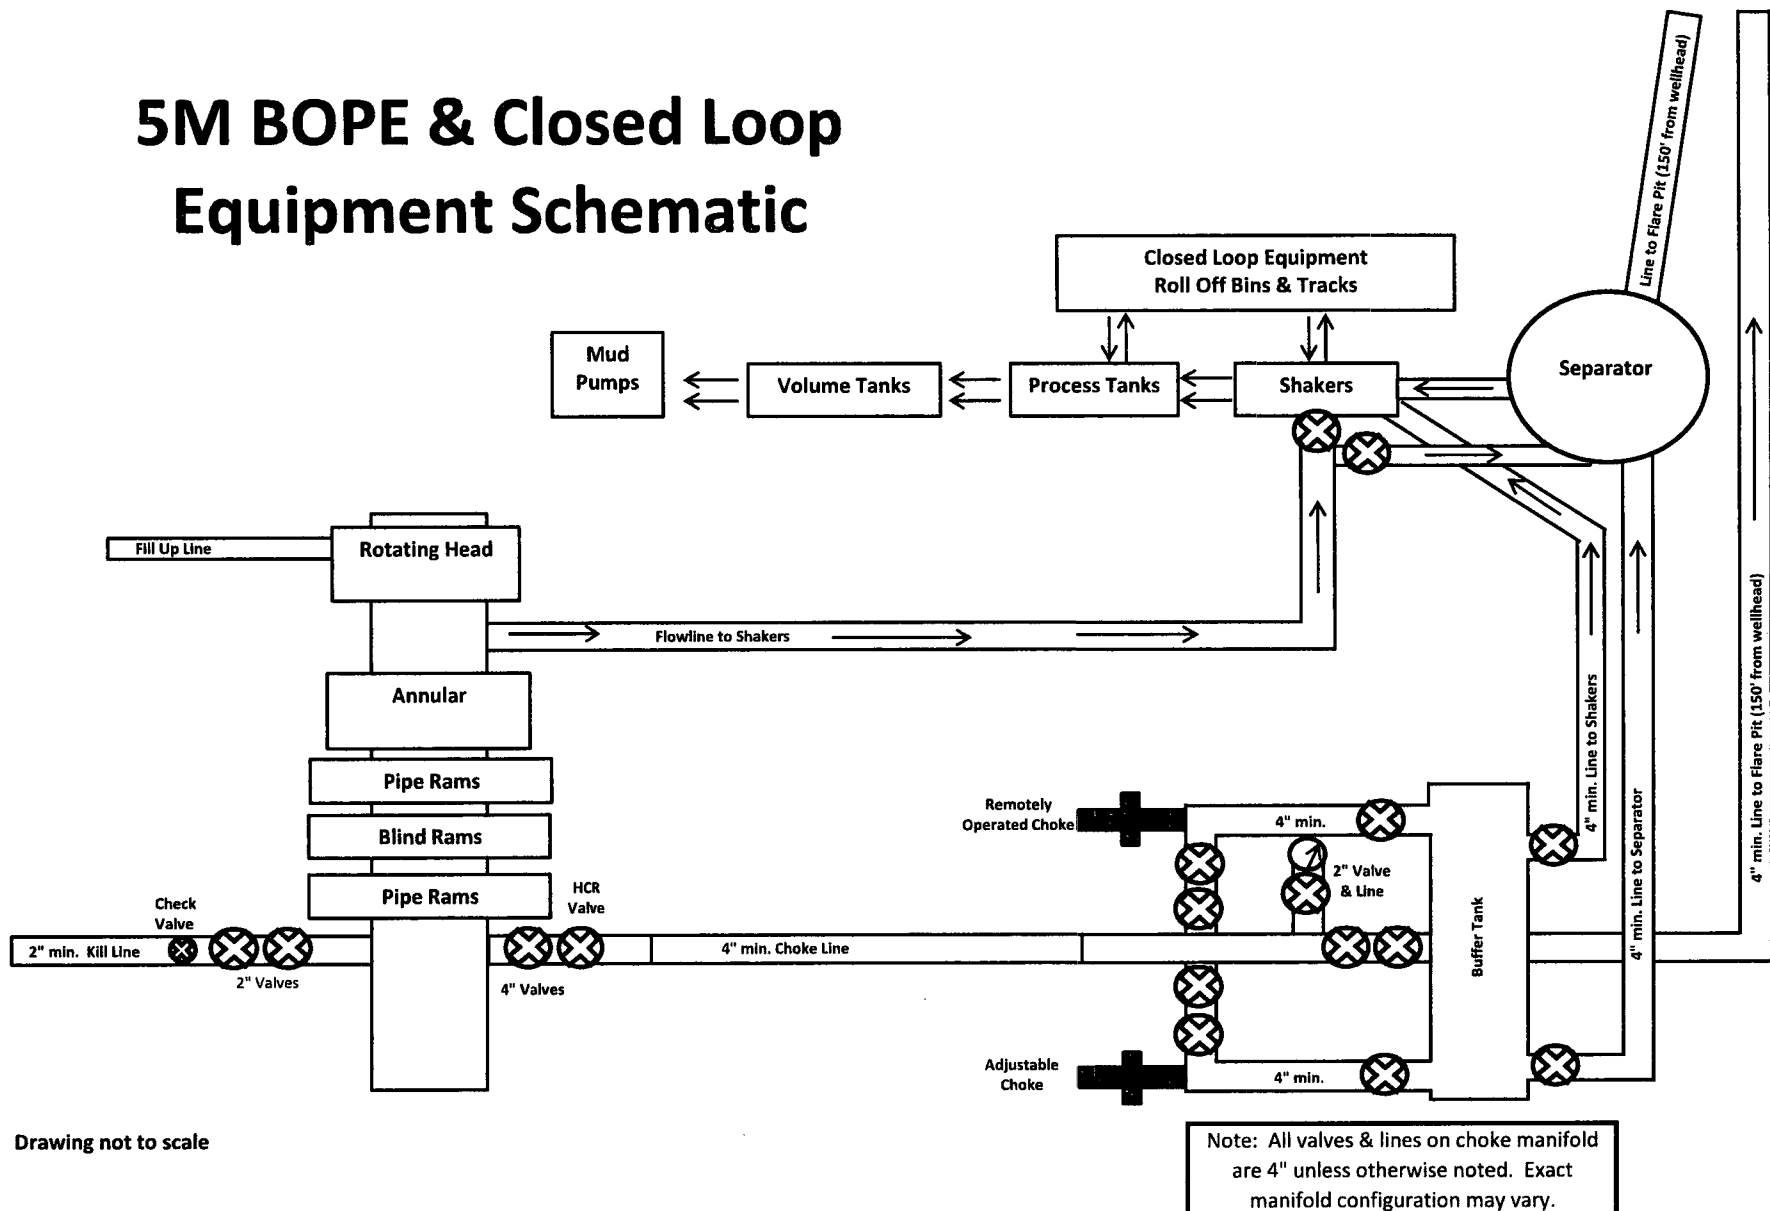 5M BOPE & Closed Loop
Equipment Schematic
Line to Flare Pit (150' from wellhead)
4" min. Line to Flare Pit (150' from wellhead)
Closed Loop Equipment
Roll Off Bins & Tracks
Mud
Pumps
Volume Tanks
Process Tanks
Shakers
Separator
Fill Up Line
Rotating Head
Flowline to Shakers
Annular
Pipe Rams
Blind Rams
Pipe Rams
Check
Valve
HCR
Valve
2" min. Kill Line
2" Valves
4" Valves
4" min. Choke Line
Remotely
Operated Choke
4" min.
2" Valve
& Line
Buffer Tank
4" min. Line to Shakers
4" min. Line to Separator
Adjustable
Choke
4" min.
Drawing not to scale
Note: All valves & lines on choke manifold
are 4" unless otherwise noted. Exact
manifold configuration may vary.